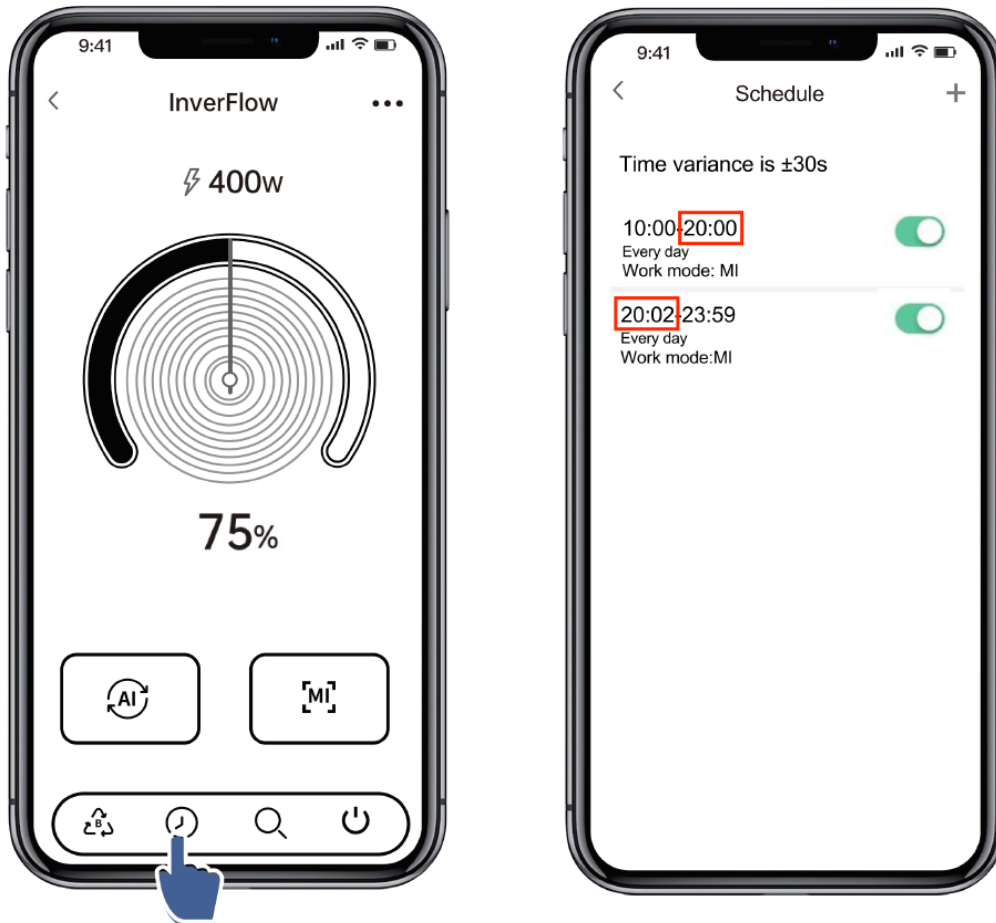 9:41
InverFlow
400W
75%
AI
MI
B
9:41
Schedule
Time variance is ±30s
10:00-20:00
Every day
Work mode: MI
20:02-23:59
Every day
Work mode:MI